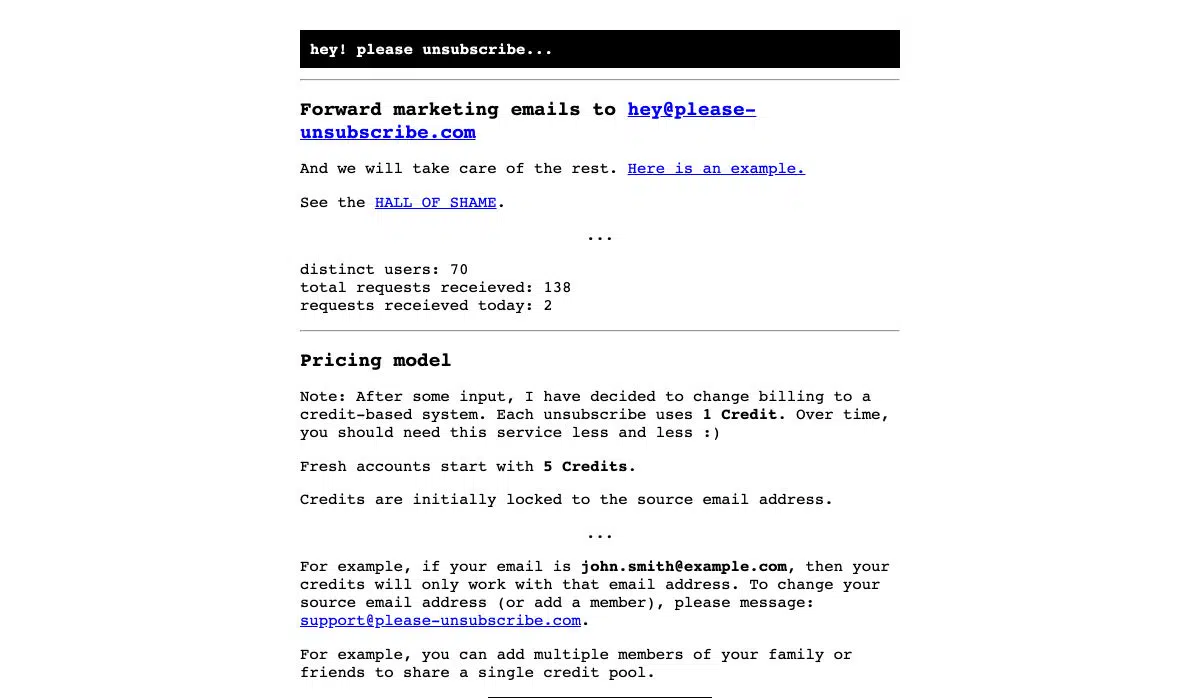 hey! please unsubscribe...
Forward marketing emails to hey@please-
unsubscribe.com
And we will take care of the rest. Here is an example.
See the HALL OF SHAME.
...
distinct users: 70
total requests receieved: 138
requests receieved today: 2
Pricing model
Note: After some input, I have decided to change billing to a
credit-based system. Each unsubscribe uses 1 Credit. Over time,
you should need this service less and less :)
Fresh accounts start with 5 Credits.
Credits are initially locked to the source email address.
...
For example, if your email is john.smith@example.com, then your
credits will only work with that email address. To change your
source email address (or add a member), please message:
support@please-unsubscribe.com.
For example, you can add multiple members of your family or
friends to share a single credit pool.